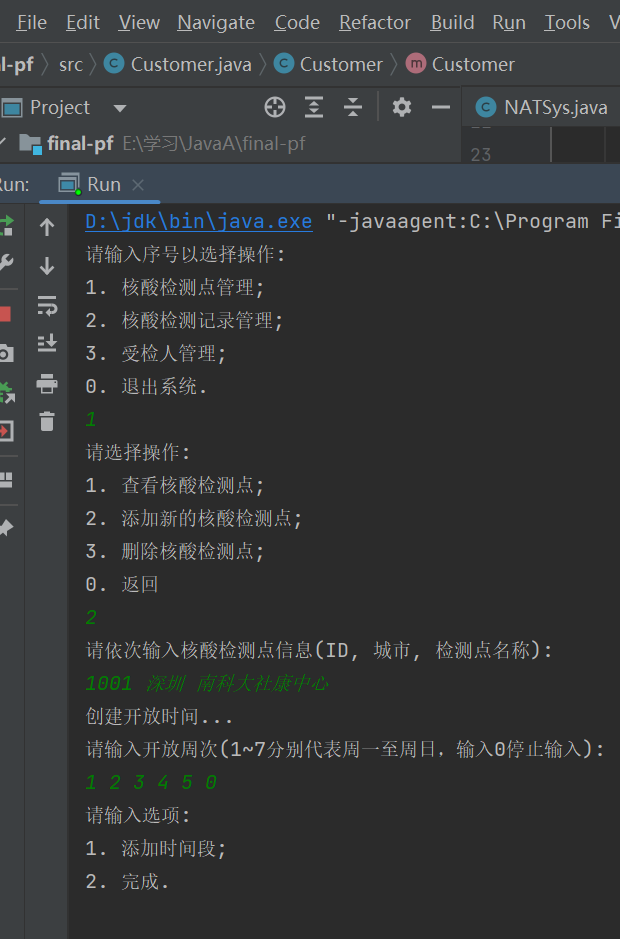 File Edit View Navigate Code Refactor Build Run Tools
l-pf src Customer.java Customer Customer
Project NATSys.java
final-pf E:\学习\JavaA\final-pf
23
Run: Run
D:\jdk\bin\java.exe "-javaagent:C:\Program Fi
请输入序号以选择操作:
1. 核酸检测点管理;
2. 核酸检测记录管理;
3. 受检人管理;
0. 退出系统.
1
请选择操作:
1. 查看核酸检测点;
2. 添加新的核酸检测点;
3. 删除核酸检测点;
0. 返回
2
请依次输入核酸检测点信息(ID, 城市, 检测点名称):
1001 深圳 南科大社康中心
创建开放时间...
请输入开放周次(1~7分别代表周一至周日，输入0停止输入):
1 2 3 4 5 0
请输入选项:
1. 添加时间段;
2. 完成.